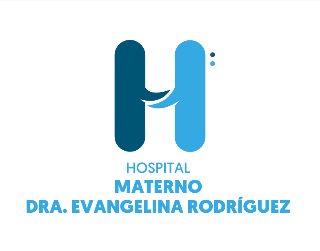 HOSPITAL
MATERNO
DRA. EVANGELINA RODRÍGUEZ